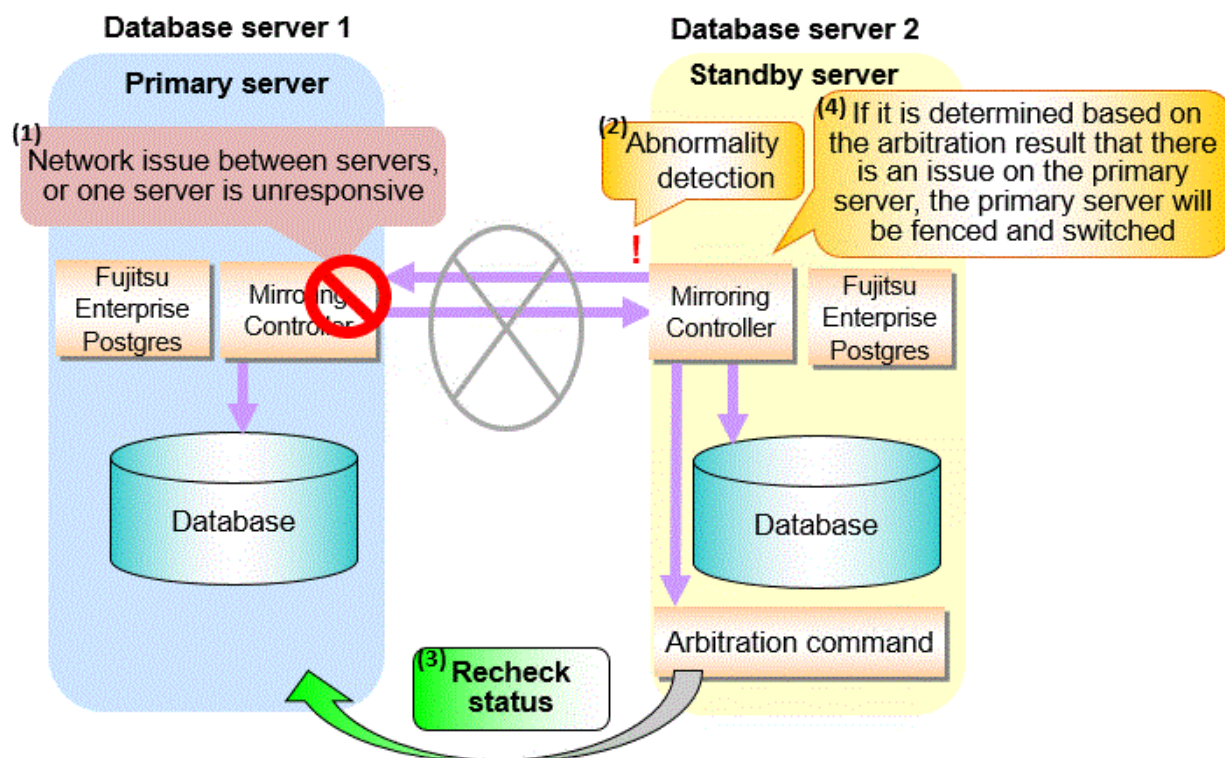 Database server 1
Primary server
(1)
Network issue between servers,
or one server is unresponsive
Fujitsu
Enterprise
Postgres
Mirroring
Controller
Database
Database server 2
Standby server
(2)
Abnormality
detection
(4) If it is determined based on
the arbitration result that there
is an issue on the primary
server, the primary server will
be fenced and switched
!
Mirroring
Controller
Fujitsu
Enterprise
Postgres
Database
Arbitration command
(3) Recheck
status